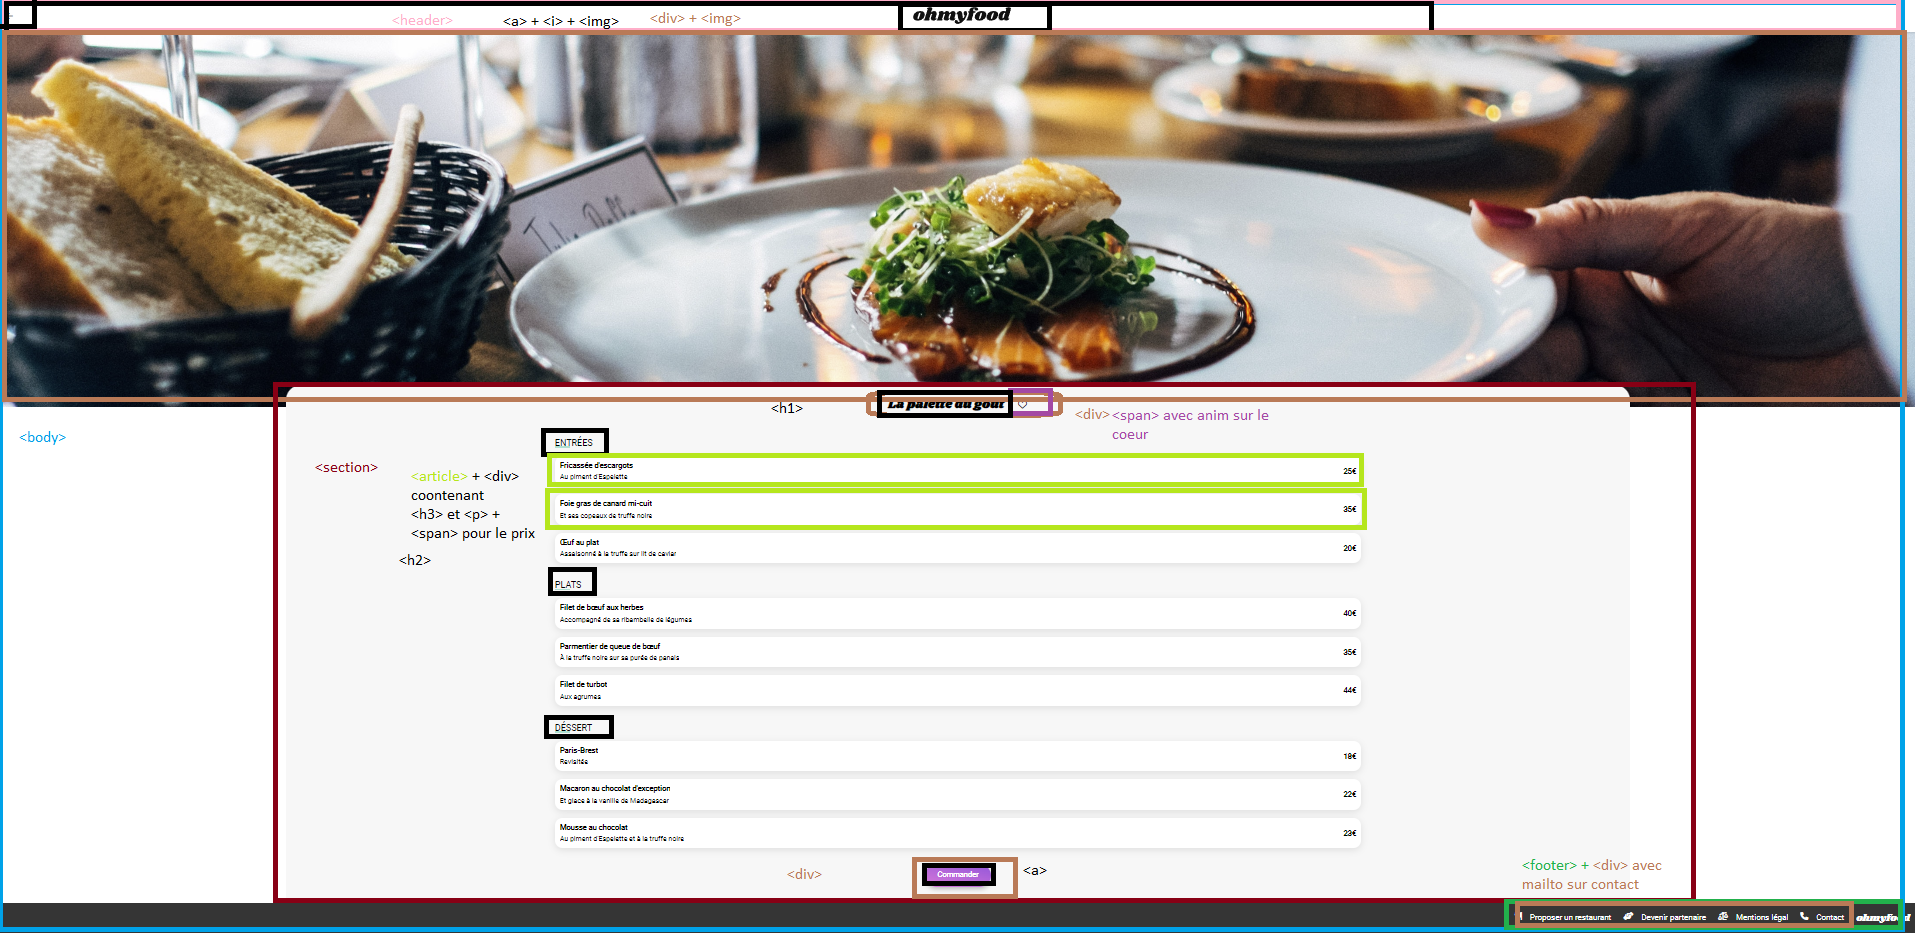 <header>
<a> + <i> + <img>
<div> + <img>
ohmyfood
<h1>
La palette du goût
<div><span> avec anim sur le
coeur
<body>
<section>
<article> + <div>
coontenant
<h3> et <p> +
<span> pour le prix
<h2>
ENTRÉES
Fricassée d'escargots
Au piment d'Espelette
25€
Foie gras de canard mi-cuit
Et ses copeaux de truffe noire
35€
Œuf au plat
Assaisonné à la truffe sur lit de caviar
20€
PLATS
Filet de bœuf aux herbes
Accompagné de sa ribambelle de légumes
40€
Parmentier de queue de bœuf
À la truffe noire sur sa purée de panais
35€
Filet de turbot
Aux agrumes
44€
DÉSSERT
Paris-Brest
Revisitée
18€
Macaron au chocolat d'exception
Et glace à la vanille de Madagascar
22€
Mousse au chocolat
Au piment d'Espelette et à la truffe noire
23€
<div>
Commander
<a>
<footer> + <div> avec
mailto sur contact
Proposer un restaurant
Devenir partenaire
Mentions légal
Contact
ohmyfood